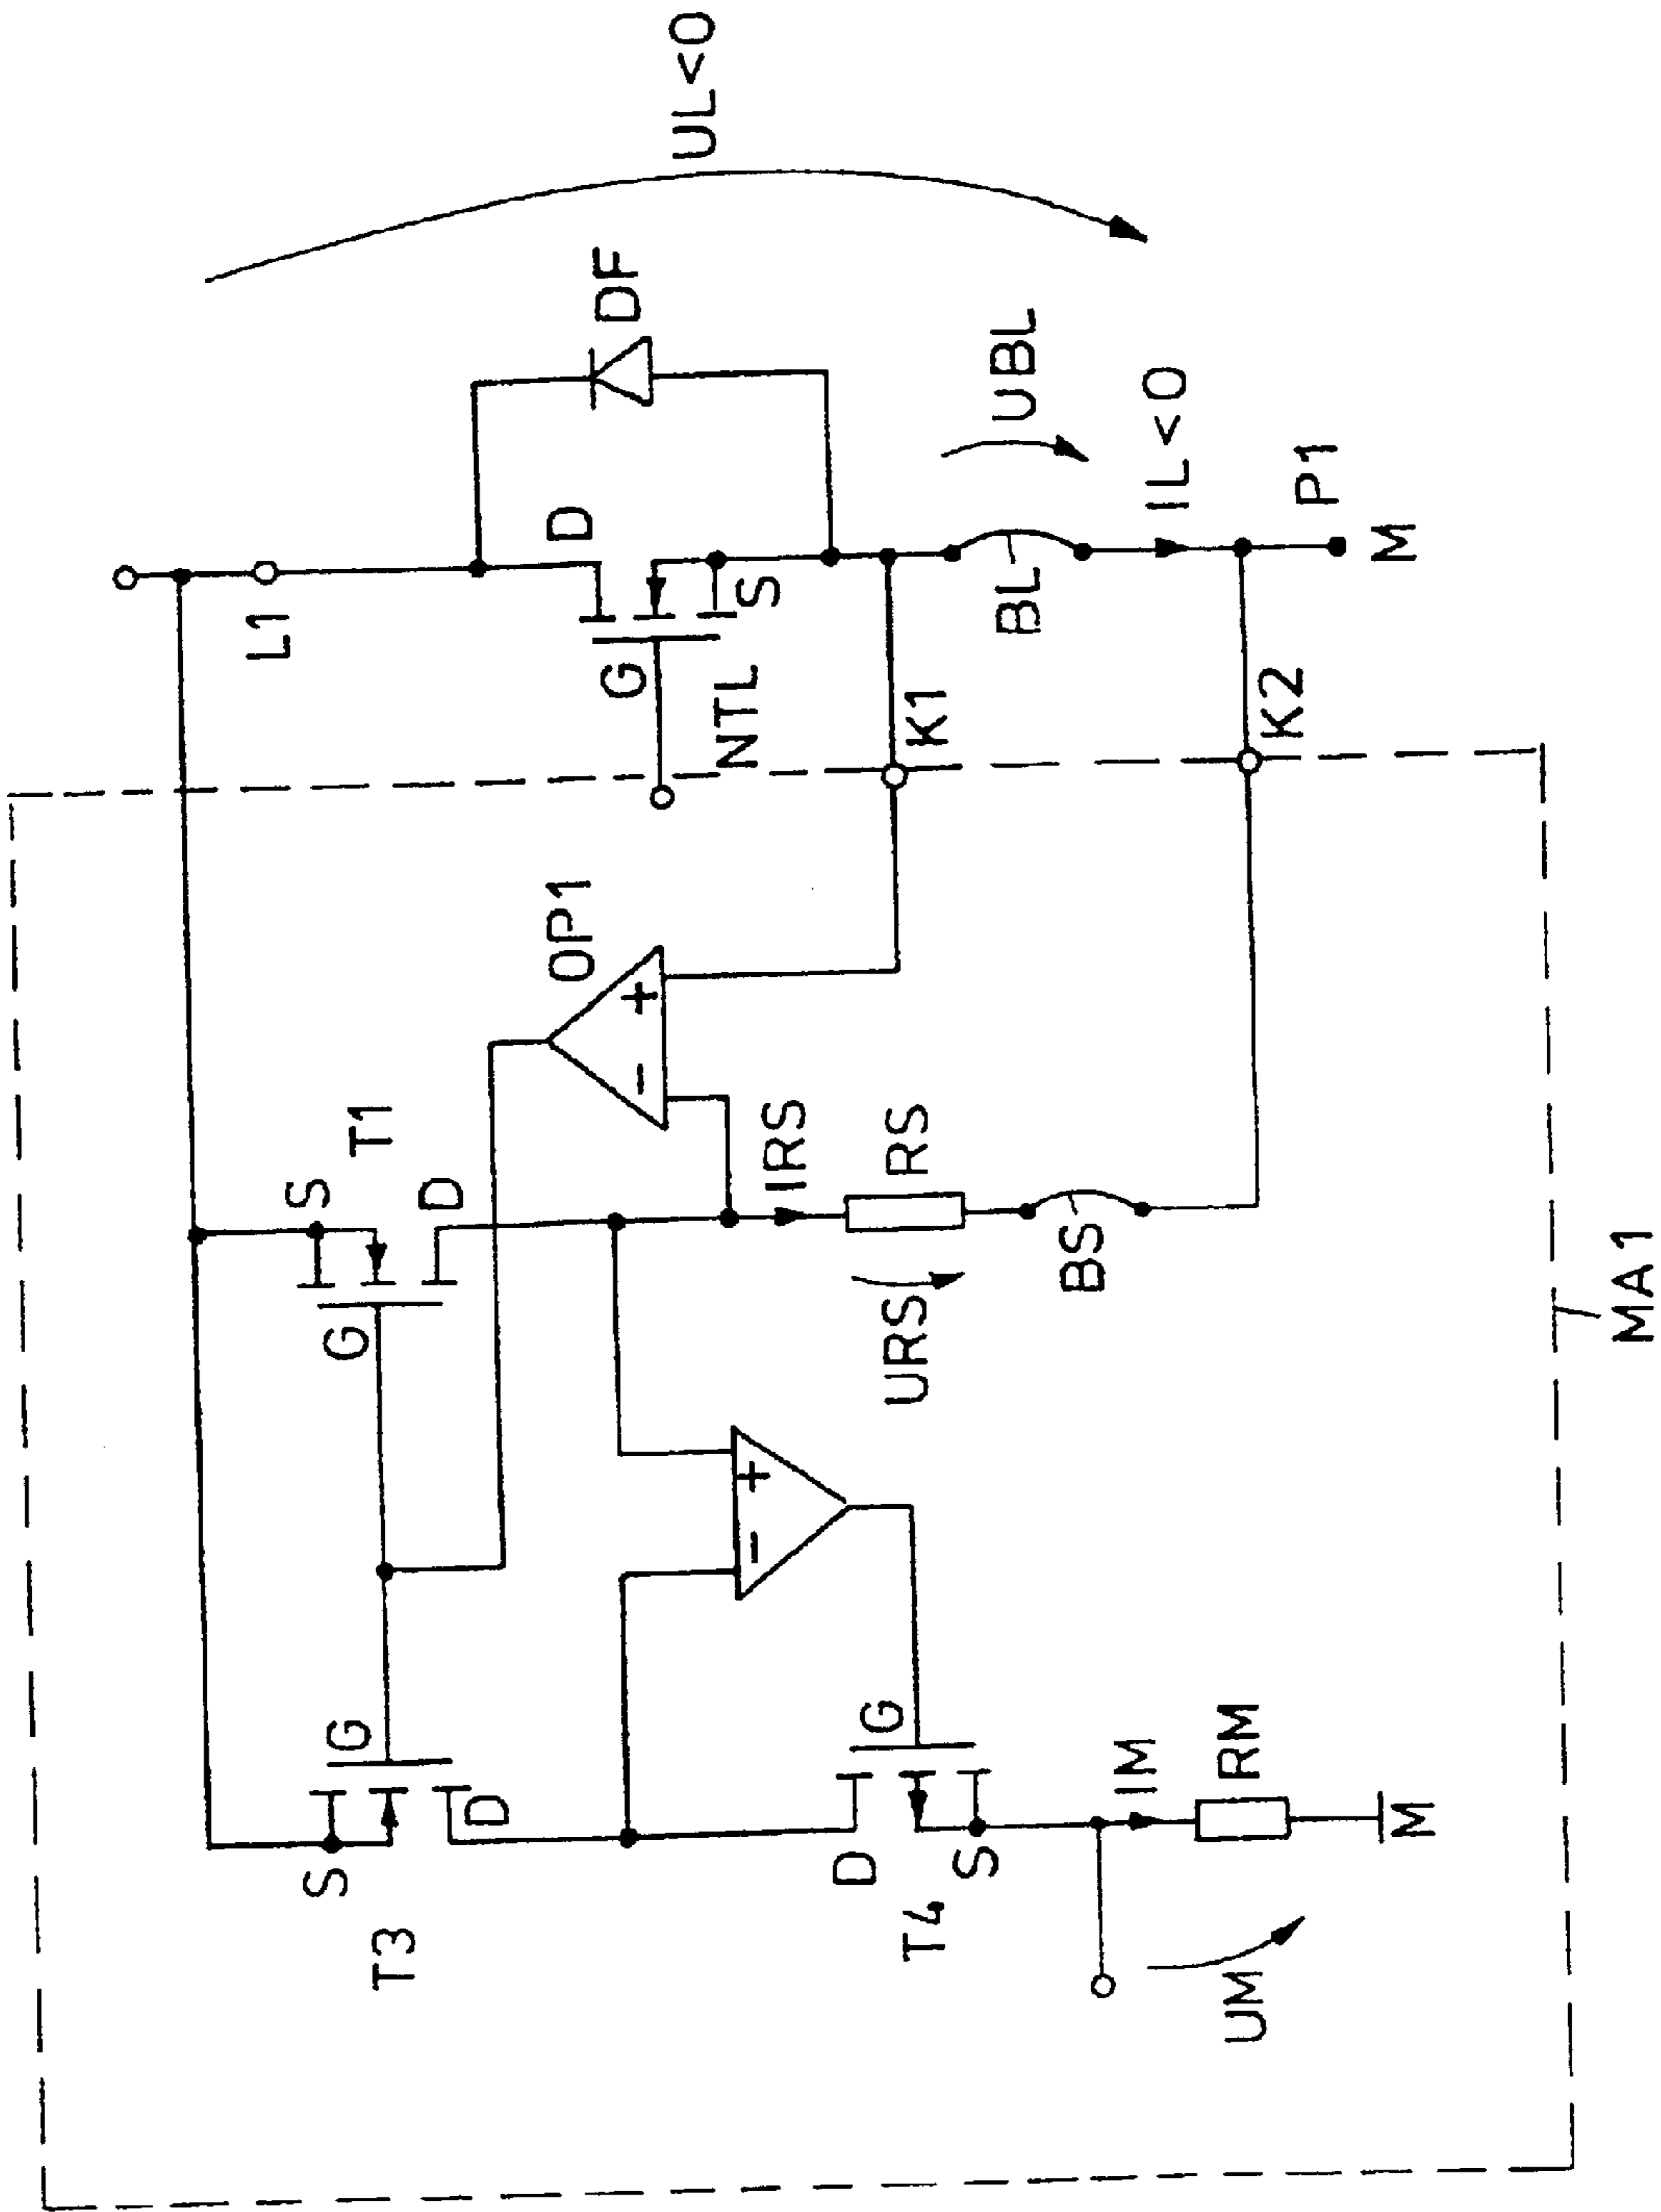 UL<0
DF
UBL
IL<0
P1
M
D
S
BL
L1
G
NTL
K1
K2
OP1
+
-
T1
S
D
G
IRS
RS
URS
BS
MA1
+
-
G
S
D
T3
G
D
S
T4
IM
RM
M
UM